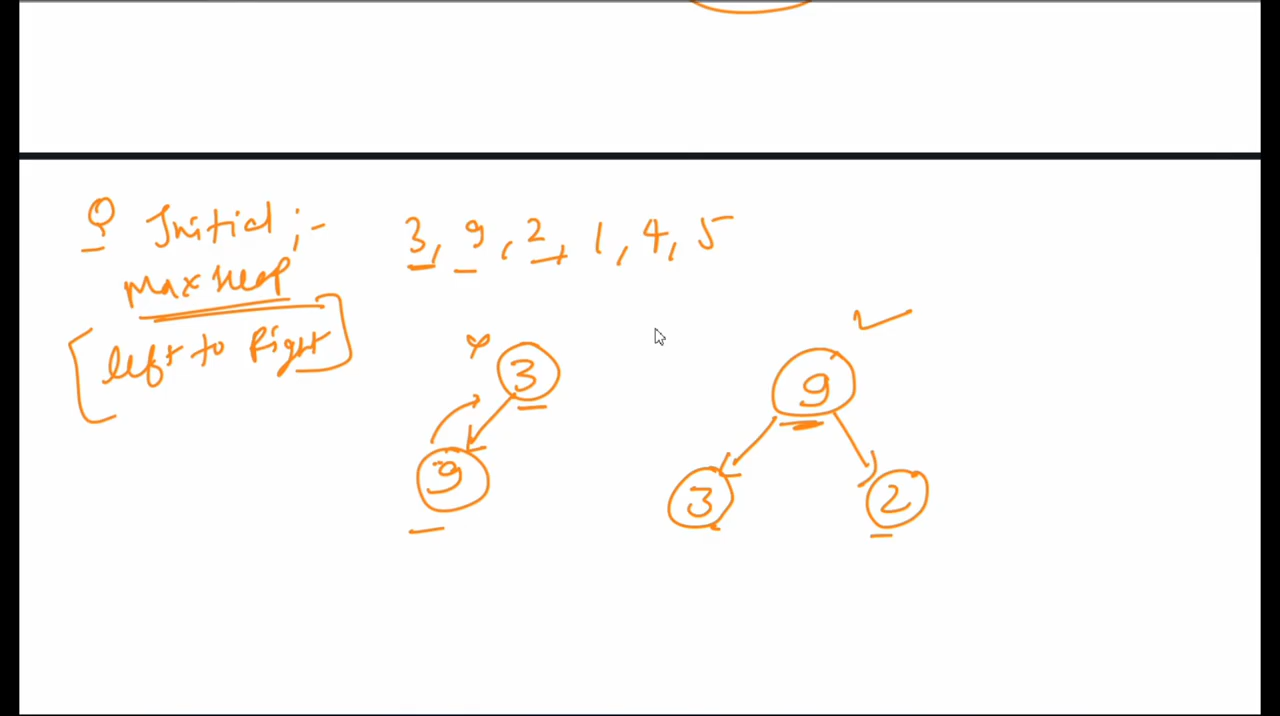 Q Initial ;- 3, 9, 2, 1, 4, 5
Max Heap
[left to Right]
3
9
9
3 2